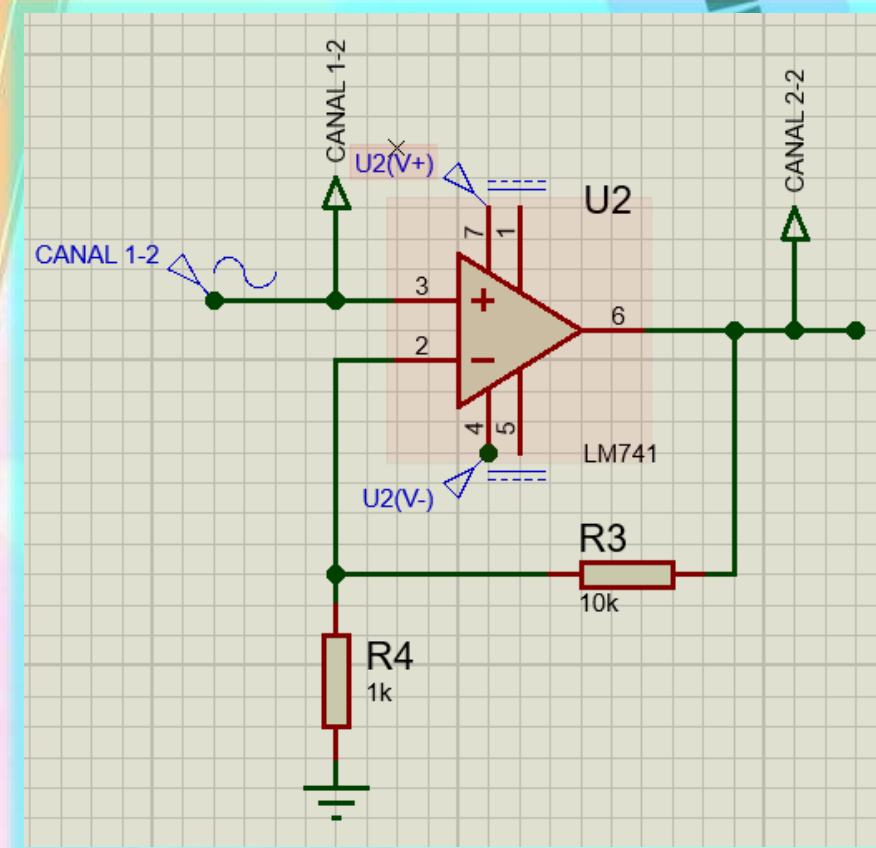 CANAL 1-2
CANAL 2-2
U2(V+)
U2
CANAL 1-2
7
1
3
+
6
2
−
4
5
LM741
U2(V-)
R3
10k
R4
1k